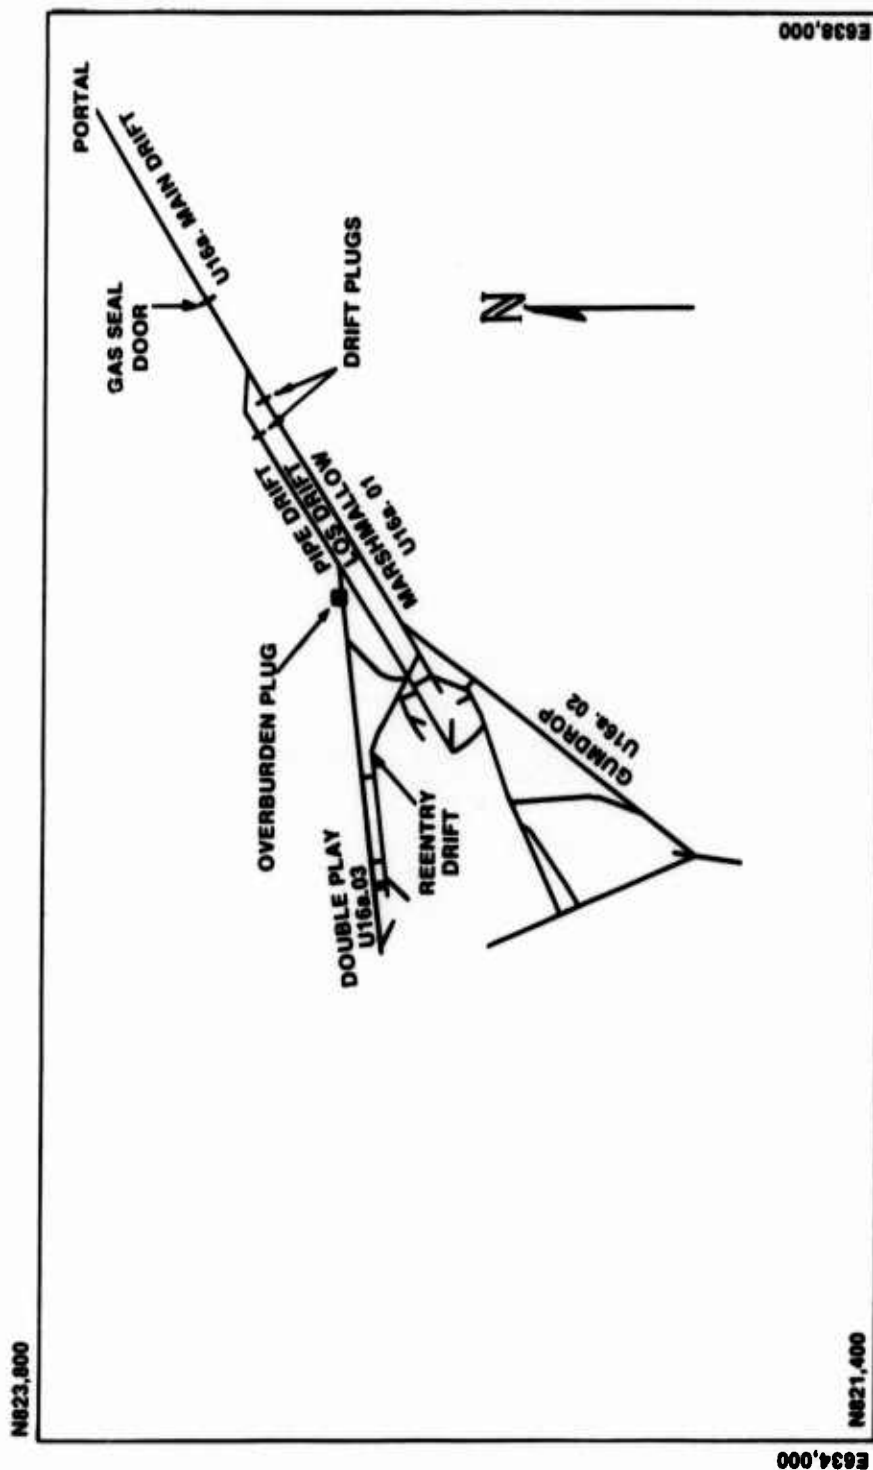 N823,800
E638,000
PORTAL
U16a. MAIN DRIFT
GAS SEAL
DOOR
DRIFT PLUGS
N
PIPE DRIFT
LOS DRIFT
MARSHMALLOW
U16a. 01
OVERBURDEN PLUG
GUMDROP
U16a. 02
REENTRY
DRIFT
DOUBLE PLAY
U16a.03
N821,400
E634,000